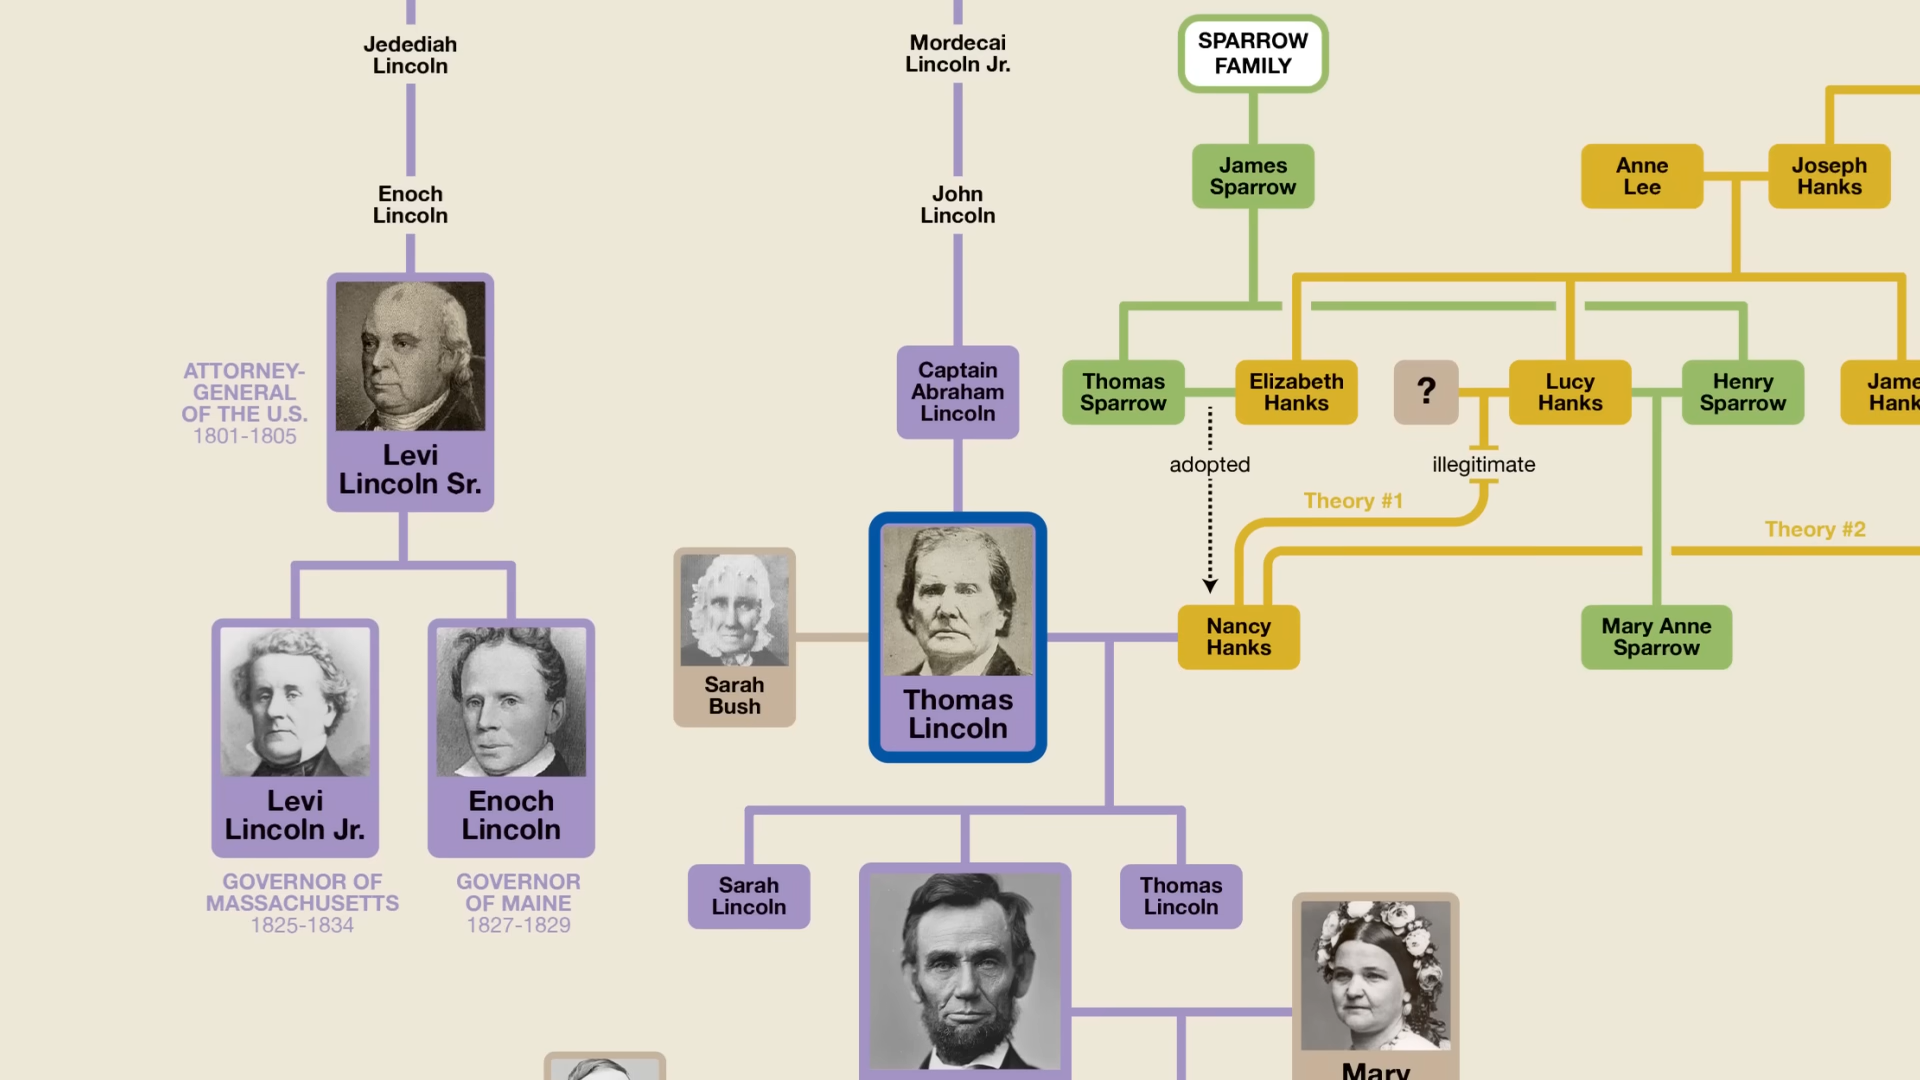 Jedediah
Lincoln
Mordecai
Lincoln Jr.
SPARROW
FAMILY
James
Sparrow
Anne
Lee
Joseph
Hanks
Enoch
Lincoln
John
Lincoln
ATTORNEY-
GENERAL
OF THE U.S.
1801-1805
Levi
Lincoln Sr.
Captain
Abraham
Lincoln
Thomas
Sparrow
Elizabeth
Hanks
?
Lucy
Hanks
Henry
Sparrow
Jame
Hank
adopted
illegitimate
Theory #1
Theory #2
Sarah
Bush
Thomas
Lincoln
Nancy
Hanks
Mary Anne
Sparrow
Levi
Lincoln Jr.
Enoch
Lincoln
GOVERNOR OF
MASSACHUSETTS
1825-1834
GOVERNOR
OF MAINE
1827-1829
Sarah
Lincoln
Thomas
Lincoln
Mary